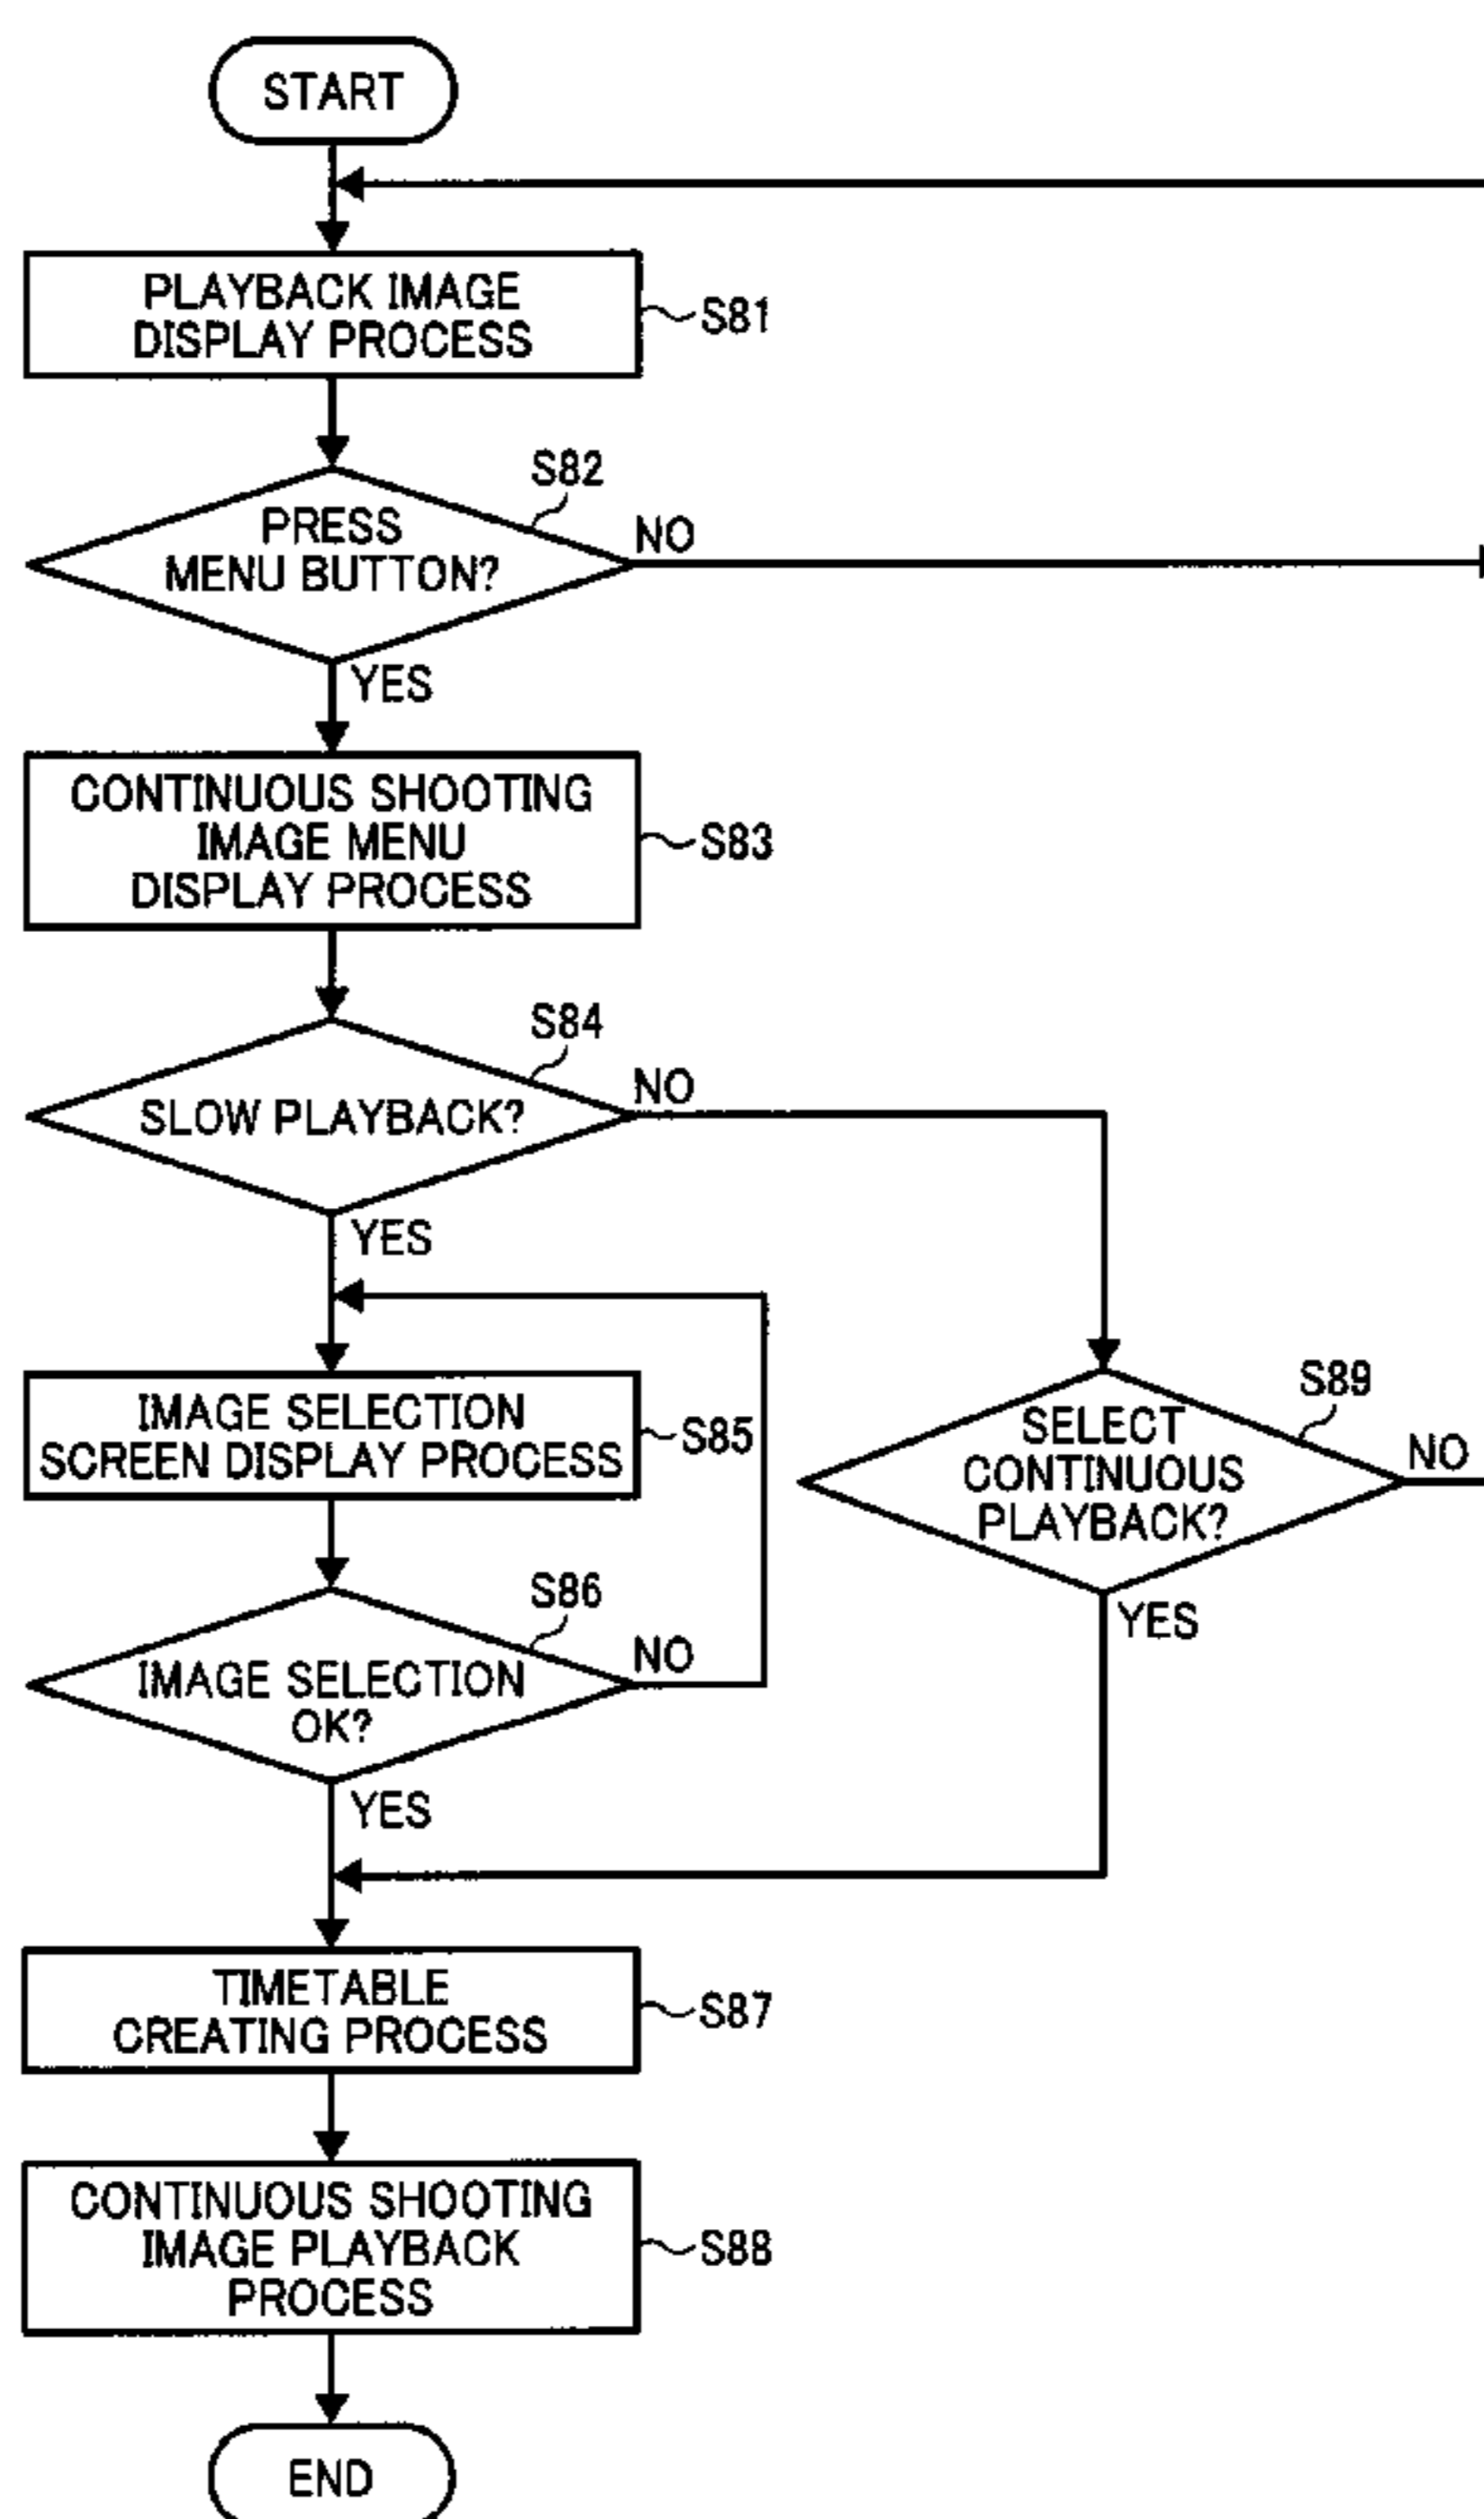 START
PLAYBACK IMAGE
DISPLAY PROCESS
S81
S82
PRESS
MENU BUTTON?
NO
YES
CONTINUOUS SHOOTING
IMAGE MENU
DISPLAY PROCESS
S83
S84
SLOW PLAYBACK?
NO
YES
IMAGE SELECTION
SCREEN DISPLAY PROCESS
S85
S89
SELECT
CONTINUOUS
PLAYBACK?
NO
YES
S86
IMAGE SELECTION
OK?
NO
YES
TIMETABLE
CREATING PROCESS
S87
CONTINUOUS SHOOTING
IMAGE PLAYBACK
PROCESS
S88
END